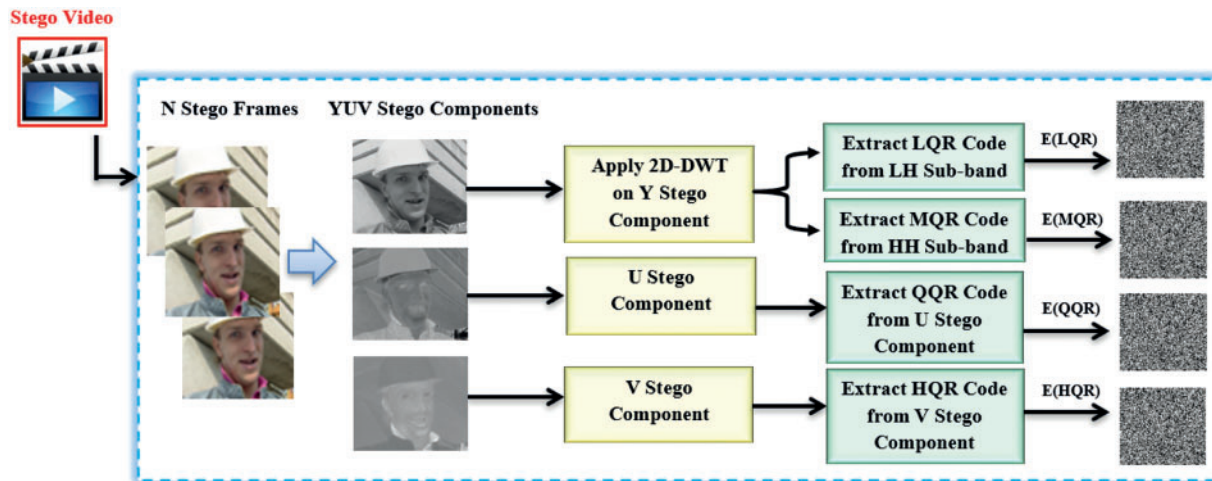 Stego Video
N Stego Frames
YUV Stego Components
Apply 2D-DWT
on Y Stego
Component
Extract LQR Code
from LH Sub-band
E(LQR)
Extract MQR Code
from HH Sub-band
E(MQR)
U Stego
Component
Extract QQR Code
from U Stego
Component
E(QQR)
V Stego
Component
Extract HQR Code
from V Stego
Component
E(HQR)